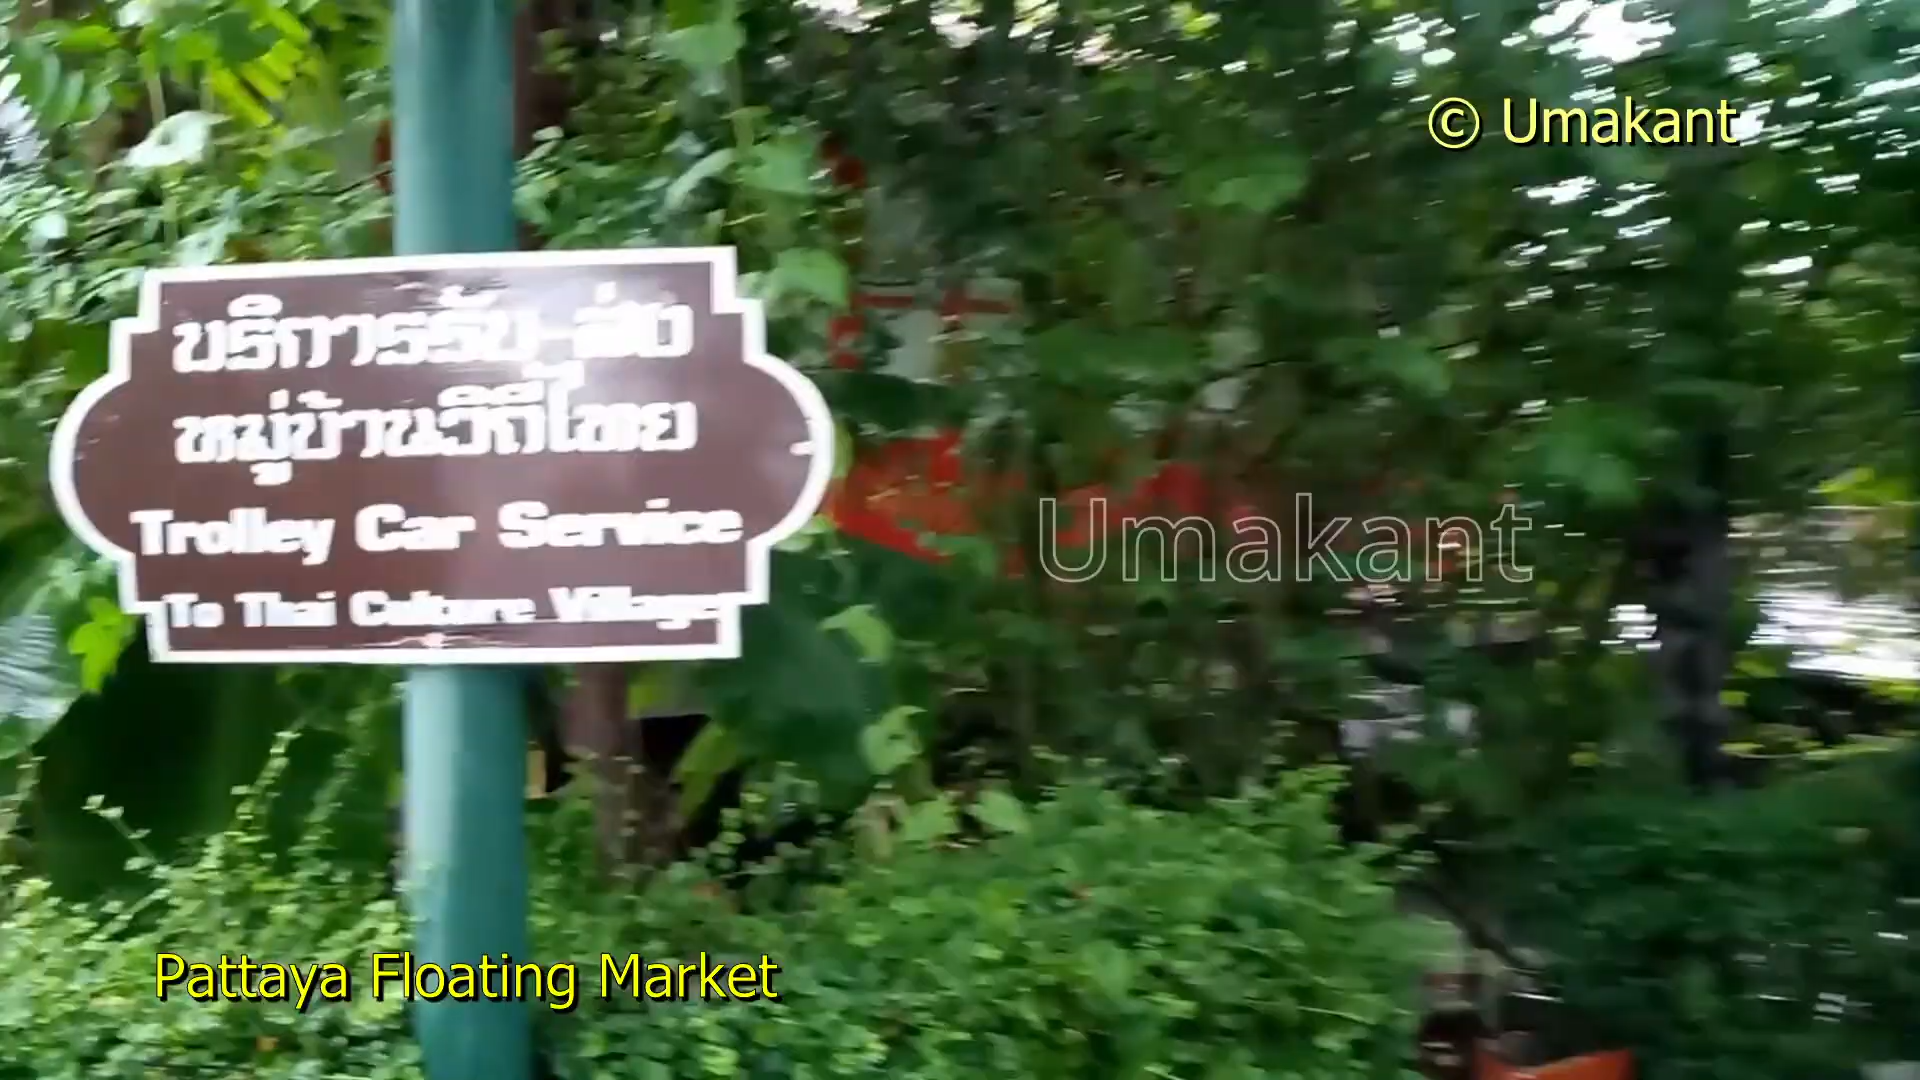 © Umakant
บริการรับ-ส่ง
หมู่บ้านวิถีไทย
Trolley Car Service
To Thai Culture Village
Umakant
Pattaya Floating Market